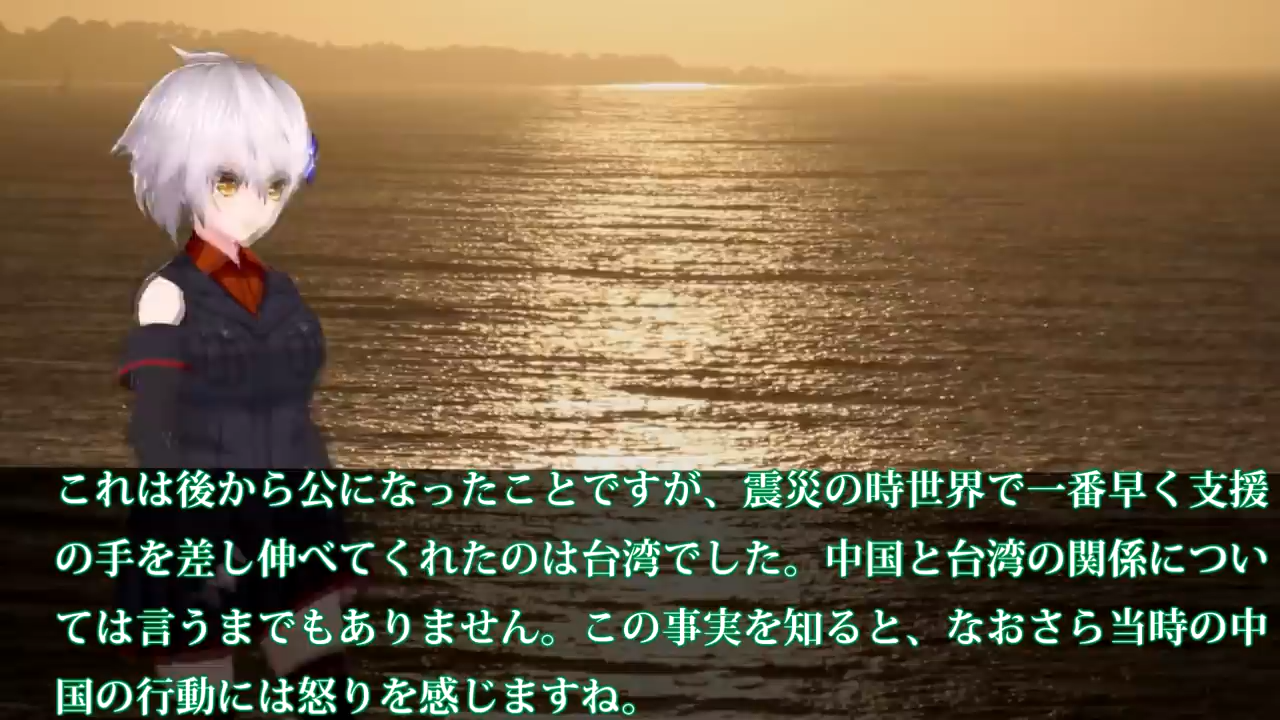 これは後から公になったことですが、震災の時世界で一番早く支援
の手を差し伸べてくれたのは台湾でした。中国と台湾の関係につい
ては言うまでもありません。この事実を知ると、なおさら当時の中
国の行動には怒りを感じますね。